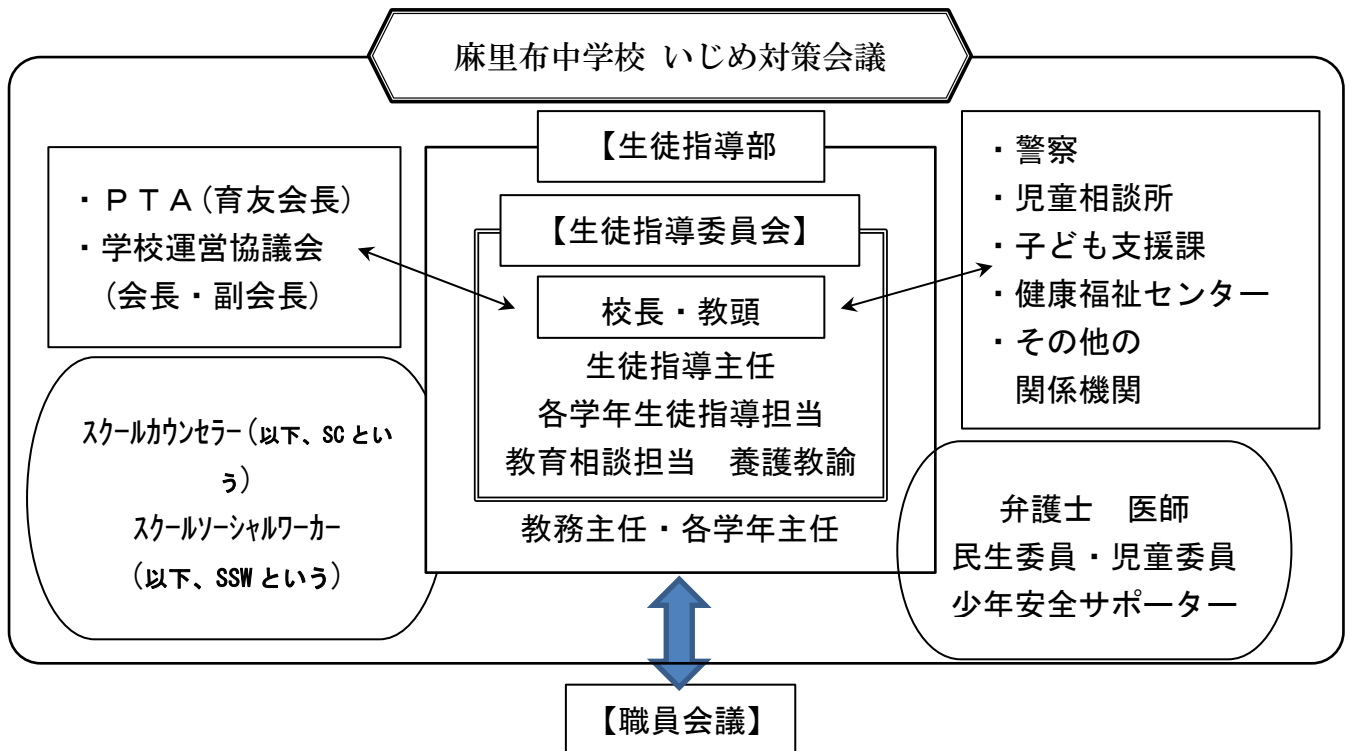 麻里布中学校 いじめ対策会議
・ＰＴＡ(育友会長)
・学校運営協議会
(会長・副会長)
ｽｸｰﾙｶｳﾝｾﾗｰ(以下、SC とい
う)
ｽｸｰﾙｿｰｼｬﾙﾜｰｶｰ
(以下、SSW という)
【生徒指導部
【生徒指導委員会】
校長・教頭
生徒指導主任
各学年生徒指導担当
教育相談担当　養護教諭
教務主任・各学年主任
・警察
・児童相談所
・子ども支援課
・健康福祉センター
・その他の
関係機関
弁護士　医師
民生委員・児童委員
少年安全サポーター
【職員会議】